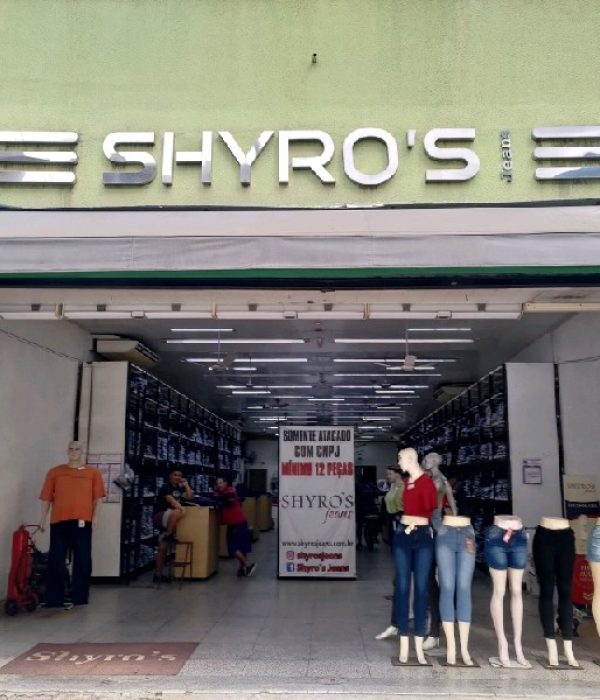 SHYRO'S
jeans
SOMENTE ATACADO
COM CNPJ
MÍNIMO 12 PEÇAS
SHYRO'S
jeans
www.shyrosjeans.com.br
shyrosjeans
Shyro's Jeans
SHYRO'S
Shyro's